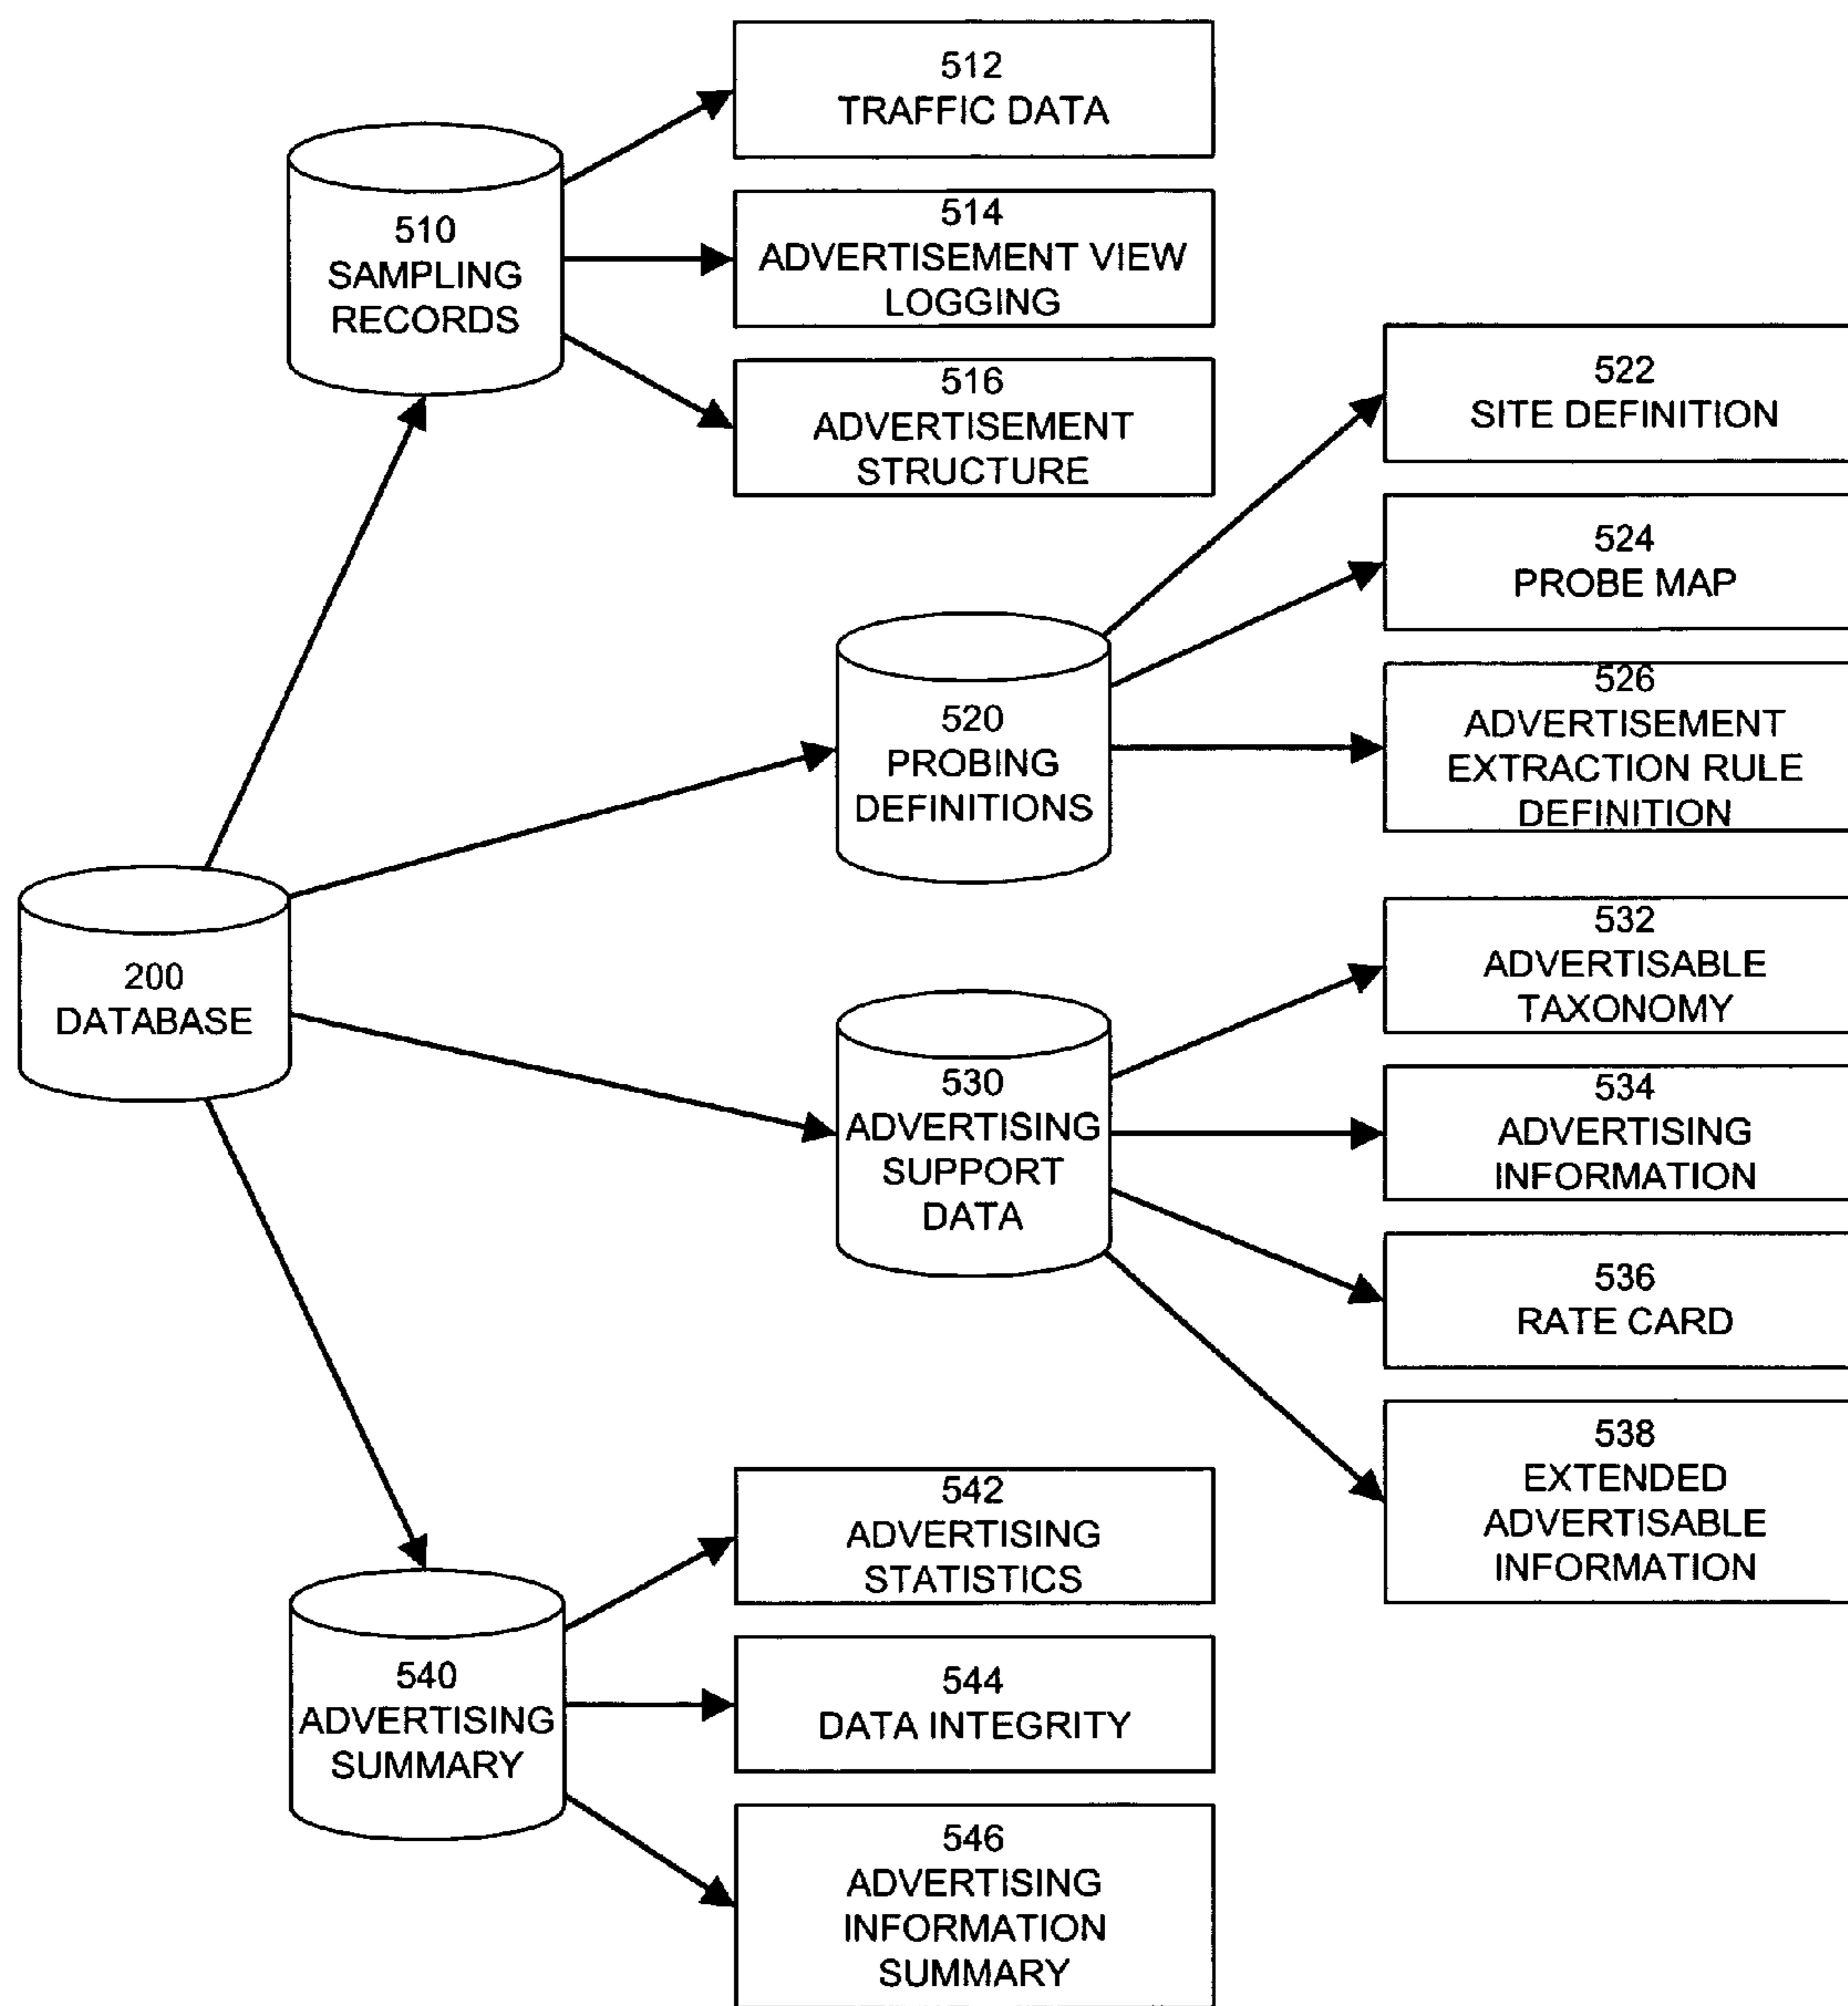 512
TRAFFIC DATA
510
SAMPLING
RECORDS
514
ADVERTISEMENT VIEW
LOGGING
516
ADVERTISEMENT
STRUCTURE
522
SITE DEFINITION
524
PROBE MAP
520
PROBING
DEFINITIONS
526
ADVERTISEMENT
EXTRACTION RULE
DEFINITION
200
DATABASE
532
ADVERTISABLE
TAXONOMY
530
ADVERTISING
SUPPORT
DATA
534
ADVERTISING
INFORMATION
536
RATE CARD
538
EXTENDED
ADVERTISABLE
INFORMATION
542
ADVERTISING
STATISTICS
540
ADVERTISING
SUMMARY
544
DATA INTEGRITY
546
ADVERTISING
INFORMATION
SUMMARY